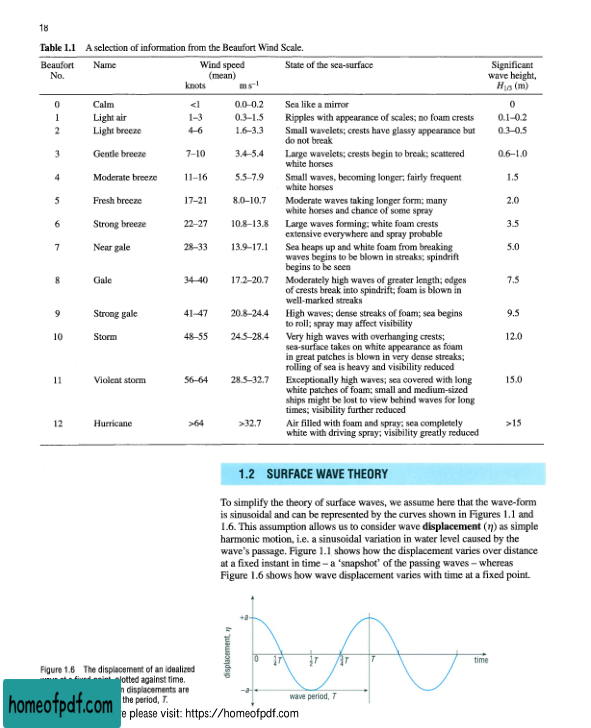 18
Table 1.1 A selection of information from the Beaufort Wind Scale.
Beaufort No. Name Wind speed (mean) State of the sea-surface Significant wave height,
knots m s⁻¹ H1/3 (m)
0 Calm <1 0.0–0.2 Sea like a mirror 0
1 Light air 1–3 0.3–1.5 Ripples with appearance of scales; no foam crests 0.1–0.2
2 Light breeze 4–6 1.6–3.3 Small wavelets; crests have glassy appearance but 0.3–0.5
do not break
3 Gentle breeze 7–10 3.4–5.4 Large wavelets; crests begin to break; scattered 0.6–1.0
white horses
4 Moderate breeze 11–16 5.5–7.9 Small waves, becoming longer; fairly frequent 1.5
white horses
5 Fresh breeze 17–21 8.0–10.7 Moderate waves taking longer form; many 2.0
white horses and chance of some spray
6 Strong breeze 22–27 10.8–13.8 Large waves forming; white foam crests 3.5
extensive everywhere and spray probable
7 Near gale 28–33 13.9–17.1 Sea heaps up and white foam from breaking 5.0
waves begins to be blown in streaks; spindrift
begins to be seen
8 Gale 34–40 17.2–20.7 Moderately high waves of greater length; edges 7.5
of crests break into spindrift; foam is blown in
well-marked streaks
9 Strong gale 41–47 20.8–24.4 High waves; dense streaks of foam; sea begins 9.5
to roll; spray may affect visibility
10 Storm 48–55 24.5–28.4 Very high waves with overhanging crests; 12.0
sea-surface takes on white appearance as foam
in great patches is blown in very dense streaks;
rolling of sea is heavy and visibility reduced
11 Violent storm 56–64 28.5–32.7 Exceptionally high waves; sea covered with long 15.0
white patches of foam; small and medium-sized
ships might be lost to view behind waves for long
times; visibility further reduced
12 Hurricane >64 >32.7 Air filled with foam and spray; sea completely >15
white with driving spray; visibility greatly reduced
1.2 SURFACE WAVE THEORY
To simplify the theory of surface waves, we assume here that the wave-form
is sinusoidal and can be represented by the curves shown in Figures 1.1 and
1.6. This assumption allows us to consider wave displacement (η) as simple
harmonic motion, i.e. a sinusoidal variation in water level caused by the
wave's passage. Figure 1.1 shows how the displacement varies over distance
at a fixed instant in time – a 'snapshot' of the passing waves – whereas
Figure 1.6 shows how wave displacement varies with time at a fixed point.
+a
displacement, η
0 ¼T ½T ¾T T time
–a
wave period, T
Figure 1.6 The displacement of an idealized
wave at a fixed point, plotted against time.
displacements are
the period, T.
homeofpdf.com
please visit: https://homeofpdf.com